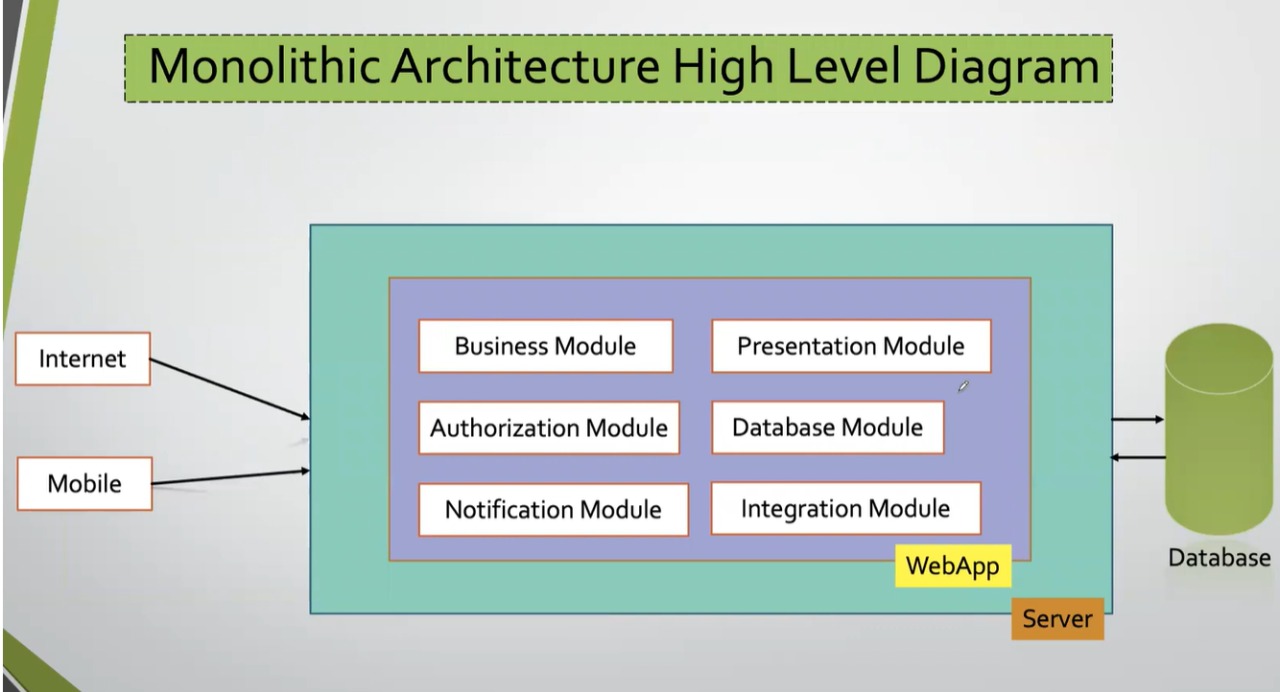 Monolithic Architecture High Level Diagram
Internet
Mobile
Business Module
Presentation Module
Authorization Module
Database Module
Notification Module
Integration Module
WebApp
Server
Database